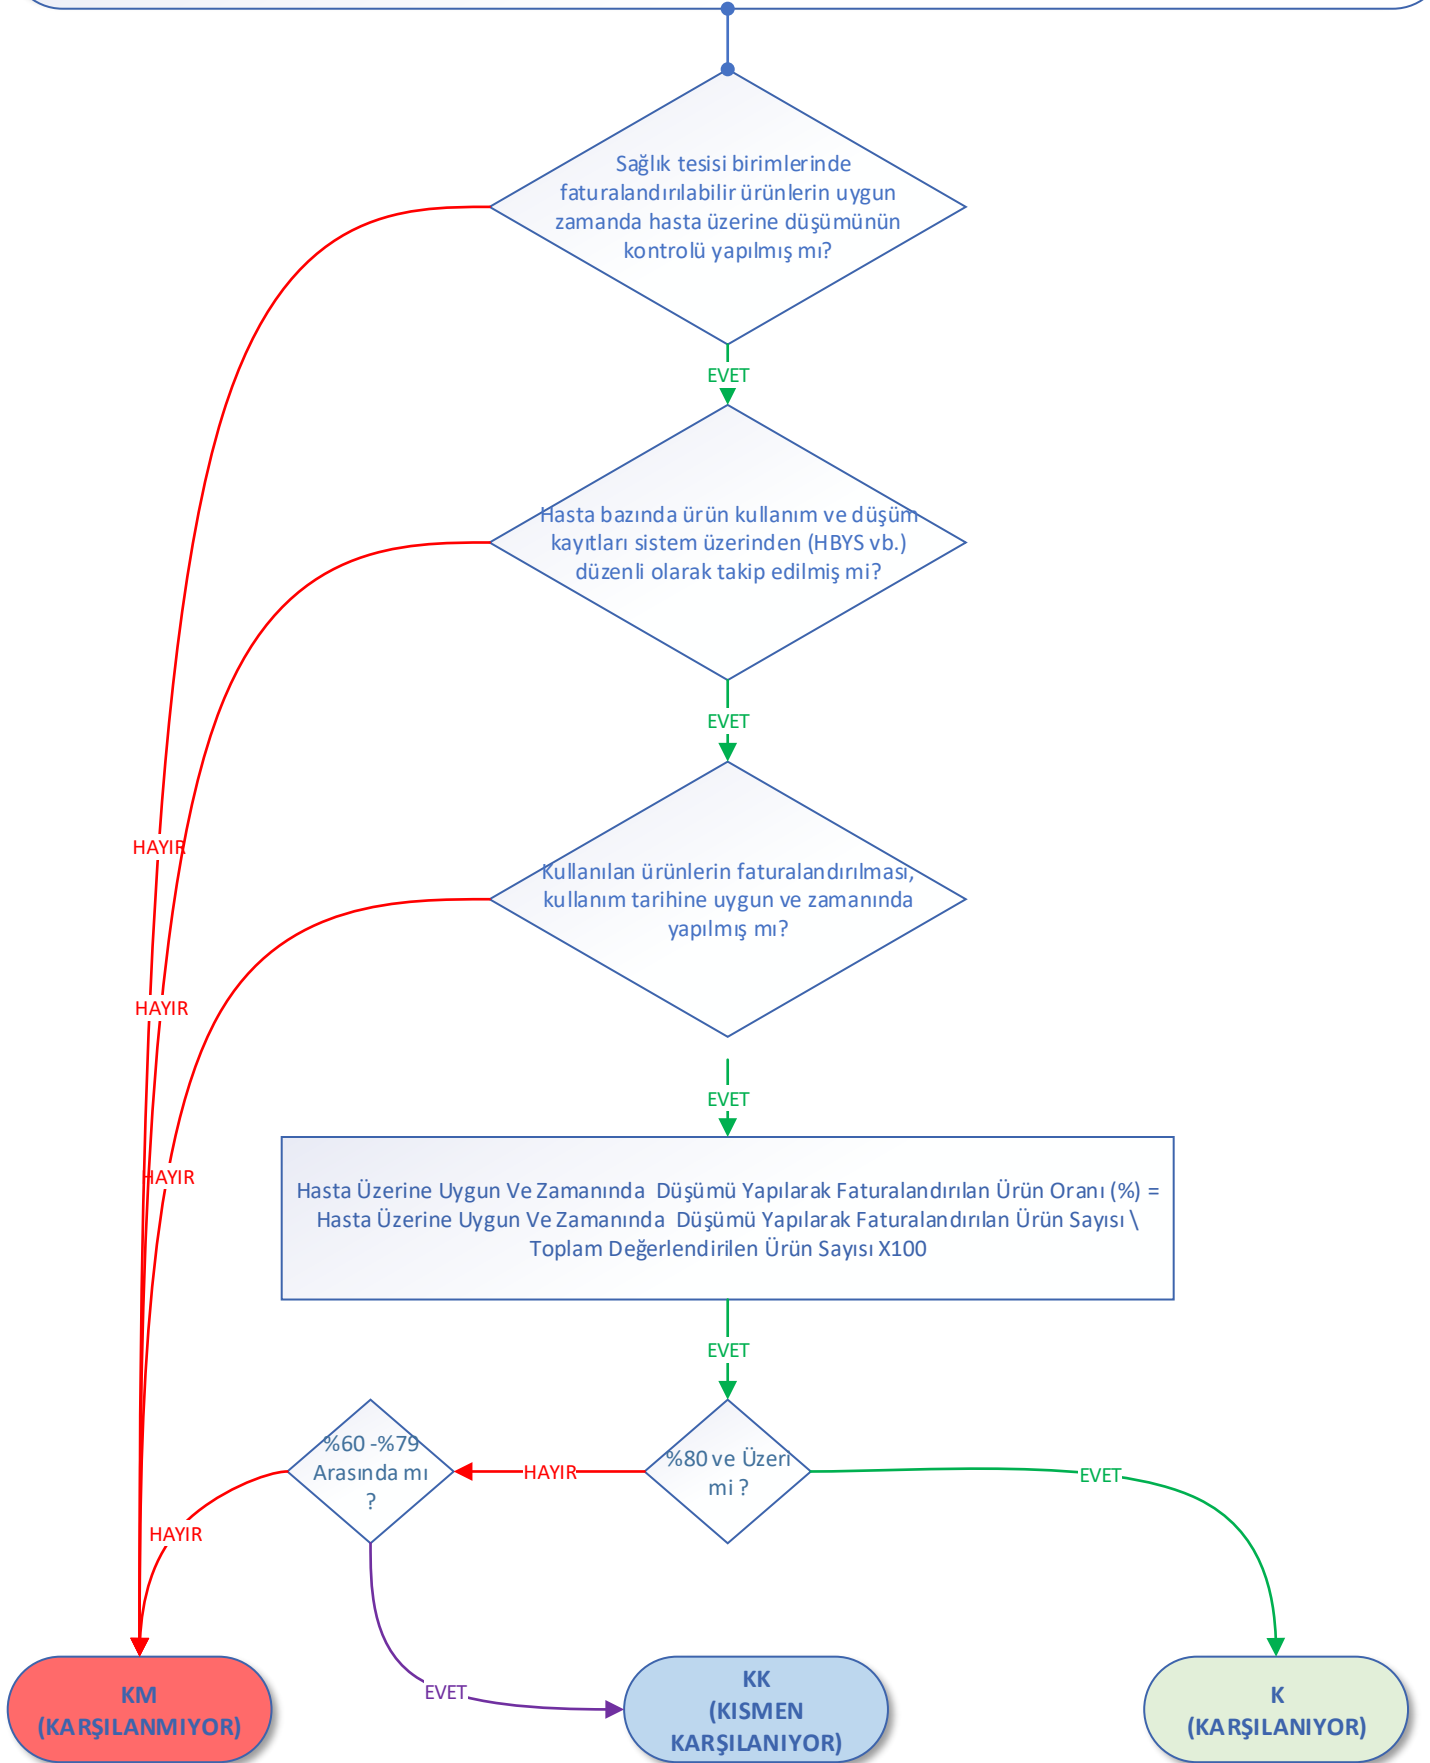 Sağlık tesisi birimlerinde
faturalandırılabilir ürünlerin uygun
zamanda hasta üzerine düşümünün
kontrolü yapılmış mı?
EVET
Hasta bazında ürün kullanım ve düşüm
kayıtları sistem üzerinden (HBYS vb.)
düzenli olarak takip edilmiş mi?
EVET
HAYIR
Kullanılan ürünlerin faturalandırılması,
kullanım tarihine uygun ve zamanında
yapılmış mı?
HAYIR
EVET
HAYIR
Hasta Üzerine Uygun Ve Zamanında  Düşümü Yapılarak Faturalandırılan Ürün Oranı (%) =
Hasta Üzerine Uygun Ve Zamanında  Düşümü Yapılarak Faturalandırılan Ürün Sayısı \
Toplam Değerlendirilen Ürün Sayısı X100
EVET
%60 -%79
Arasında mı
?
HAYIR
%80 ve Üzeri
mi ?
EVET
HAYIR
EVET
KM
(KARŞILANMIYOR)
KK
(KISMEN
KARŞILANIYOR)
K
(KARŞILANIYOR)